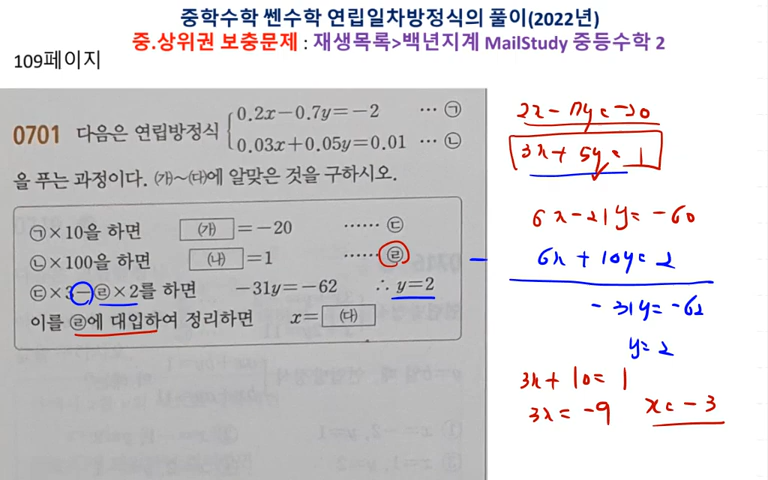 중학수학 쎈수학 연립일차방정식의 풀이(2022년)
중.상위권 보충문제 : 재생목록>백년지계 MailStudy 중등수학 2
109페이지
0701 다음은 연립방정식 { 0.2x−0.7y=−2 … ㉠
0.03x+0.05y=0.01 … ㉡
을 푸는 과정이다. ㈎~㈐에 알맞은 것을 구하시오.
㉠×10을 하면 ㈎ =−20 …… ㉢
㉡×100을 하면 ㈏ =1 …… ㉣
㉢×3−㉣×2를 하면 −31y=−62 ∴ y=2
이를 ㉣에 대입하여 정리하면 x= ㈐
2x−7y=−20
3x+5y=1
6x−21y=−60
− 6x+10y=2
−31y=−62
y=2
3x+10=1
3x=−9 x=−3